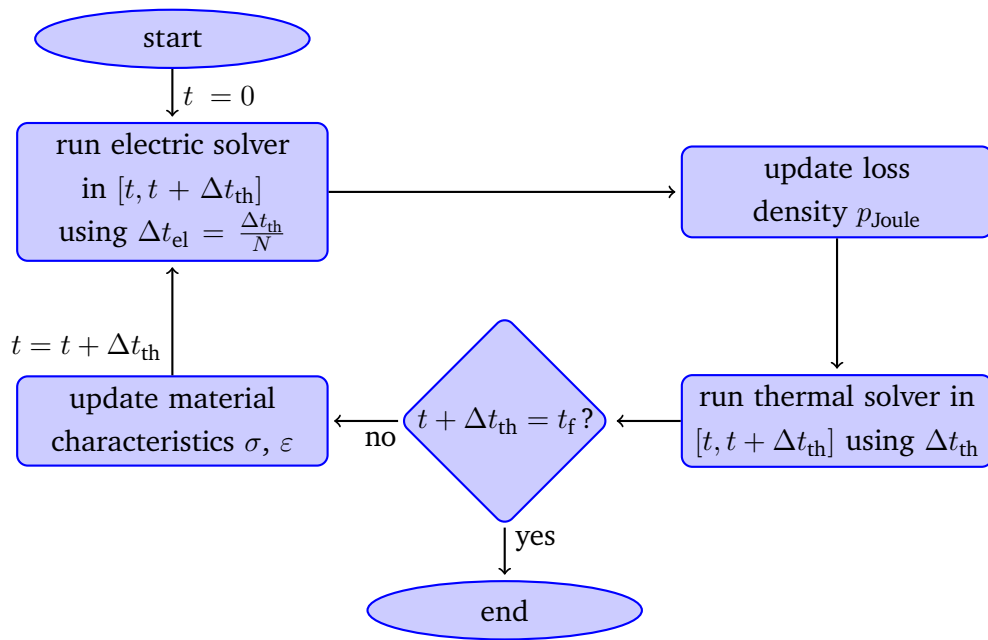 start
t = 0
run electric solver
in [t, t + Δt_th]
using Δt_el = Δt_th/N
update loss
density p_Joule
run thermal solver in
[t, t + Δt_th] using Δt_th
t + Δt_th = t_f ?
no
update material
characteristics σ, ε
t = t + Δt_th
yes
end